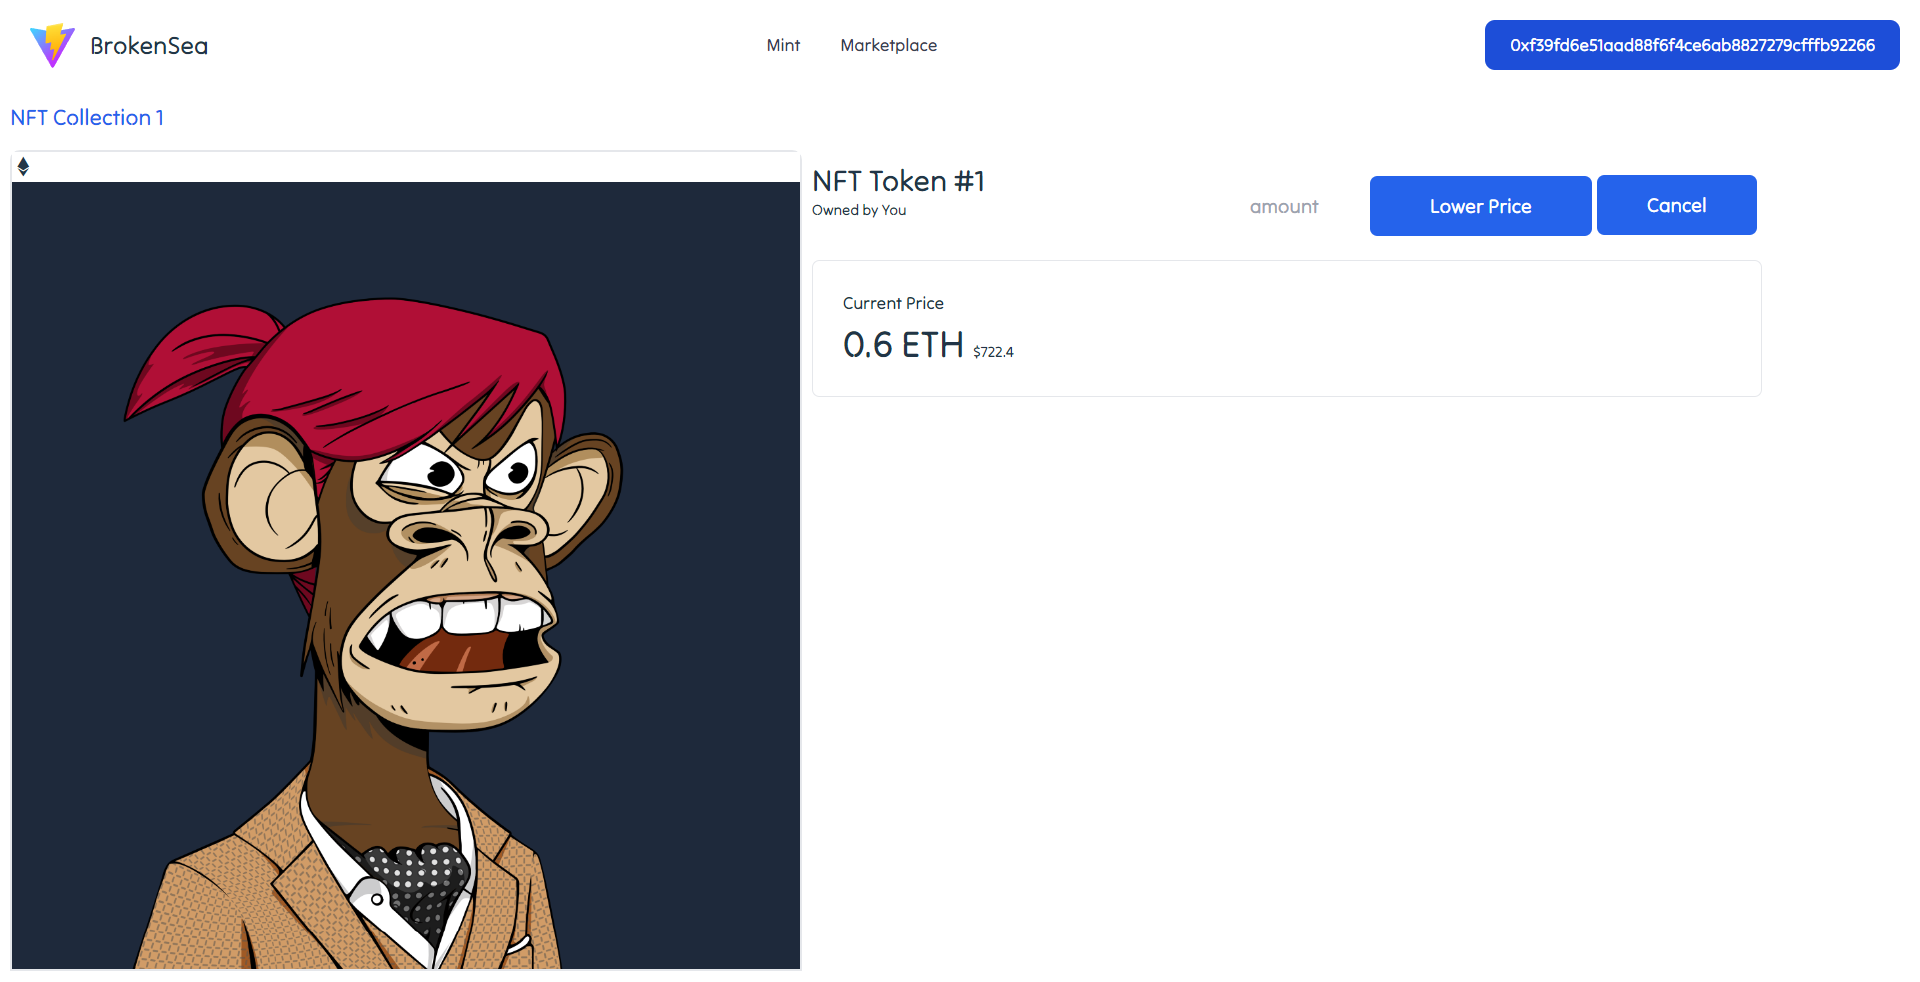 BrokenSea
Mint
Marketplace
0xf39fd6e51aad88f6f4ce6ab8827279cfffb92266
NFT Collection 1
NFT Token #1
Owned by You
amount
Lower Price
Cancel
Current Price
0.6 ETH $722.4